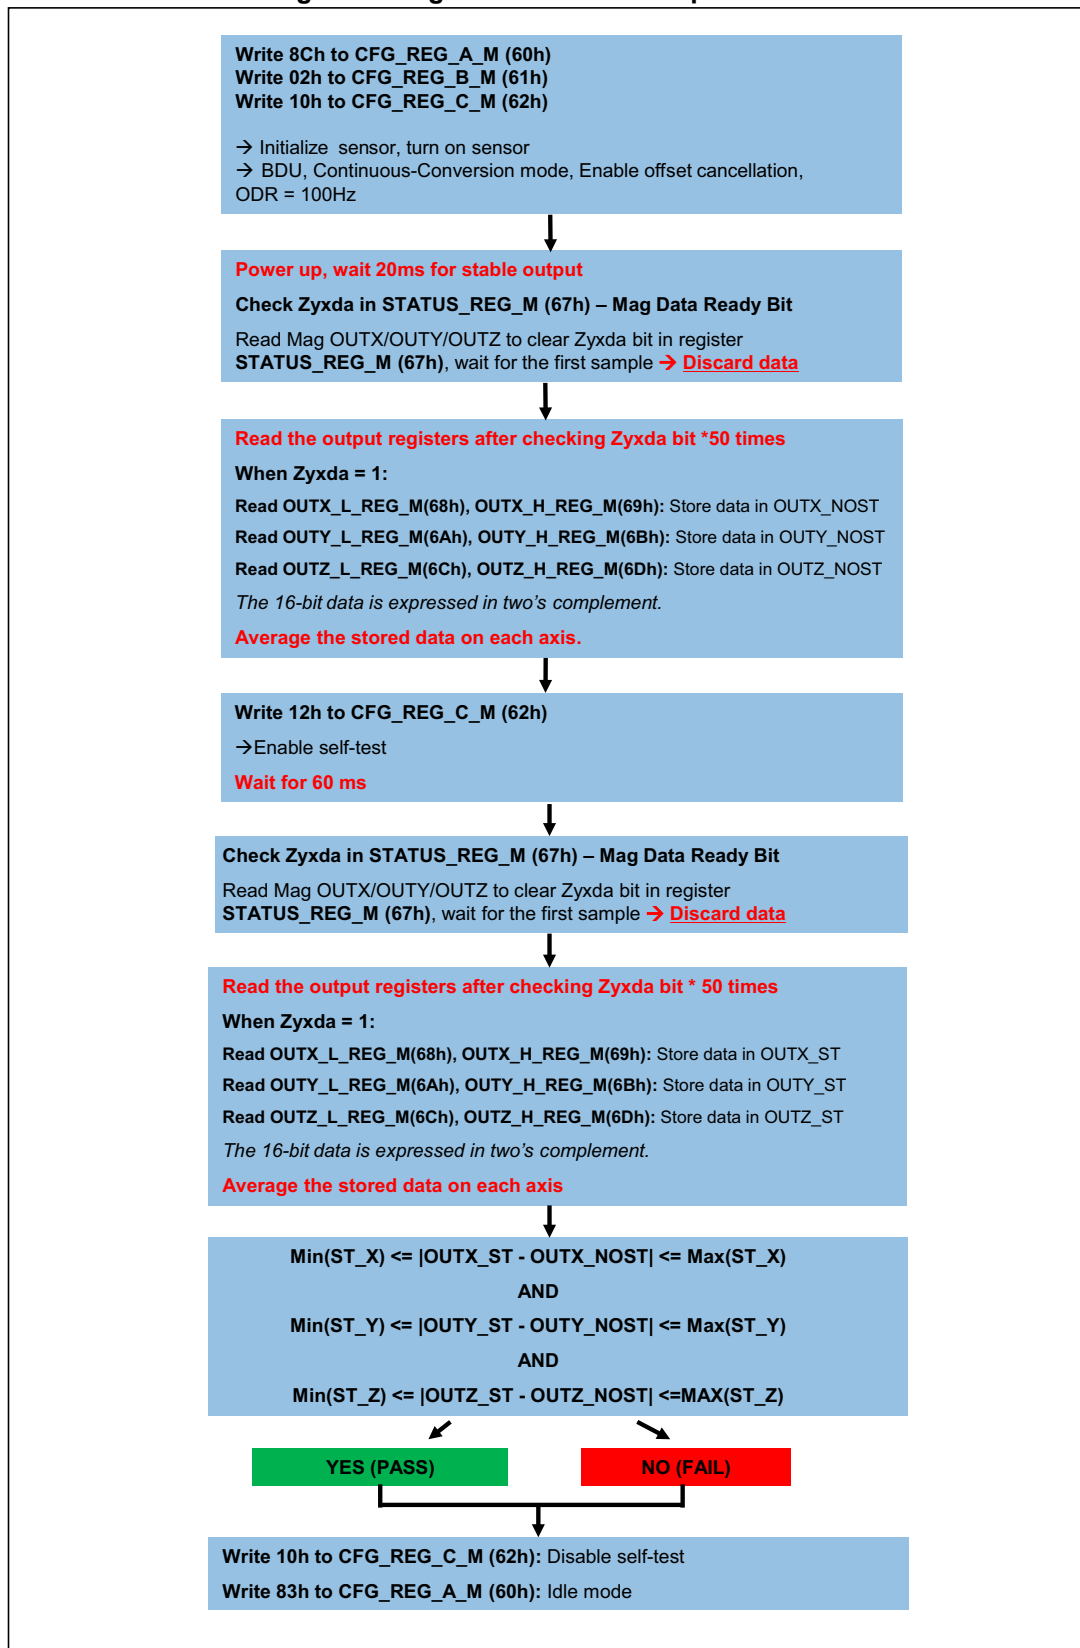 Write 8Ch to CFG_REG_A_M (60h)
Write 02h to CFG_REG_B_M (61h)
Write 10h to CFG_REG_C_M (62h)
→ Initialize sensor, turn on sensor
→ BDU, Continuous-Conversion mode, Enable offset cancellation,
ODR = 100Hz
Power up, wait 20ms for stable output
Check Zyxda in STATUS_REG_M (67h) – Mag Data Ready Bit
Read Mag OUTX/OUTY/OUTZ to clear Zyxda bit in register
STATUS_REG_M (67h), wait for the first sample → Discard data
Read the output registers after checking Zyxda bit *50 times
When Zyxda = 1:
Read OUTX_L_REG_M(68h), OUTX_H_REG_M(69h): Store data in OUTX_NOST
Read OUTY_L_REG_M(6Ah), OUTY_H_REG_M(6Bh): Store data in OUTY_NOST
Read OUTZ_L_REG_M(6Ch), OUTZ_H_REG_M(6Dh): Store data in OUTZ_NOST
The 16-bit data is expressed in two's complement.
Average the stored data on each axis.
Write 12h to CFG_REG_C_M (62h)
→Enable self-test
Wait for 60 ms
Check Zyxda in STATUS_REG_M (67h) – Mag Data Ready Bit
Read Mag OUTX/OUTY/OUTZ to clear Zyxda bit in register
STATUS_REG_M (67h), wait for the first sample → Discard data
Read the output registers after checking Zyxda bit * 50 times
When Zyxda = 1:
Read OUTX_L_REG_M(68h), OUTX_H_REG_M(69h): Store data in OUTX_ST
Read OUTY_L_REG_M(6Ah), OUTY_H_REG_M(6Bh): Store data in OUTY_ST
Read OUTZ_L_REG_M(6Ch), OUTZ_H_REG_M(6Dh): Store data in OUTZ_ST
The 16-bit data is expressed in two's complement.
Average the stored data on each axis
Min(ST_X) <= |OUTX_ST - OUTX_NOST| <= Max(ST_X)
AND
Min(ST_Y) <= |OUTY_ST - OUTY_NOST| <= Max(ST_Y)
AND
Min(ST_Z) <= |OUTZ_ST - OUTZ_NOST| <=MAX(ST_Z)
YES (PASS)
NO (FAIL)
Write 10h to CFG_REG_C_M (62h): Disable self-test
Write 83h to CFG_REG_A_M (60h): Idle mode